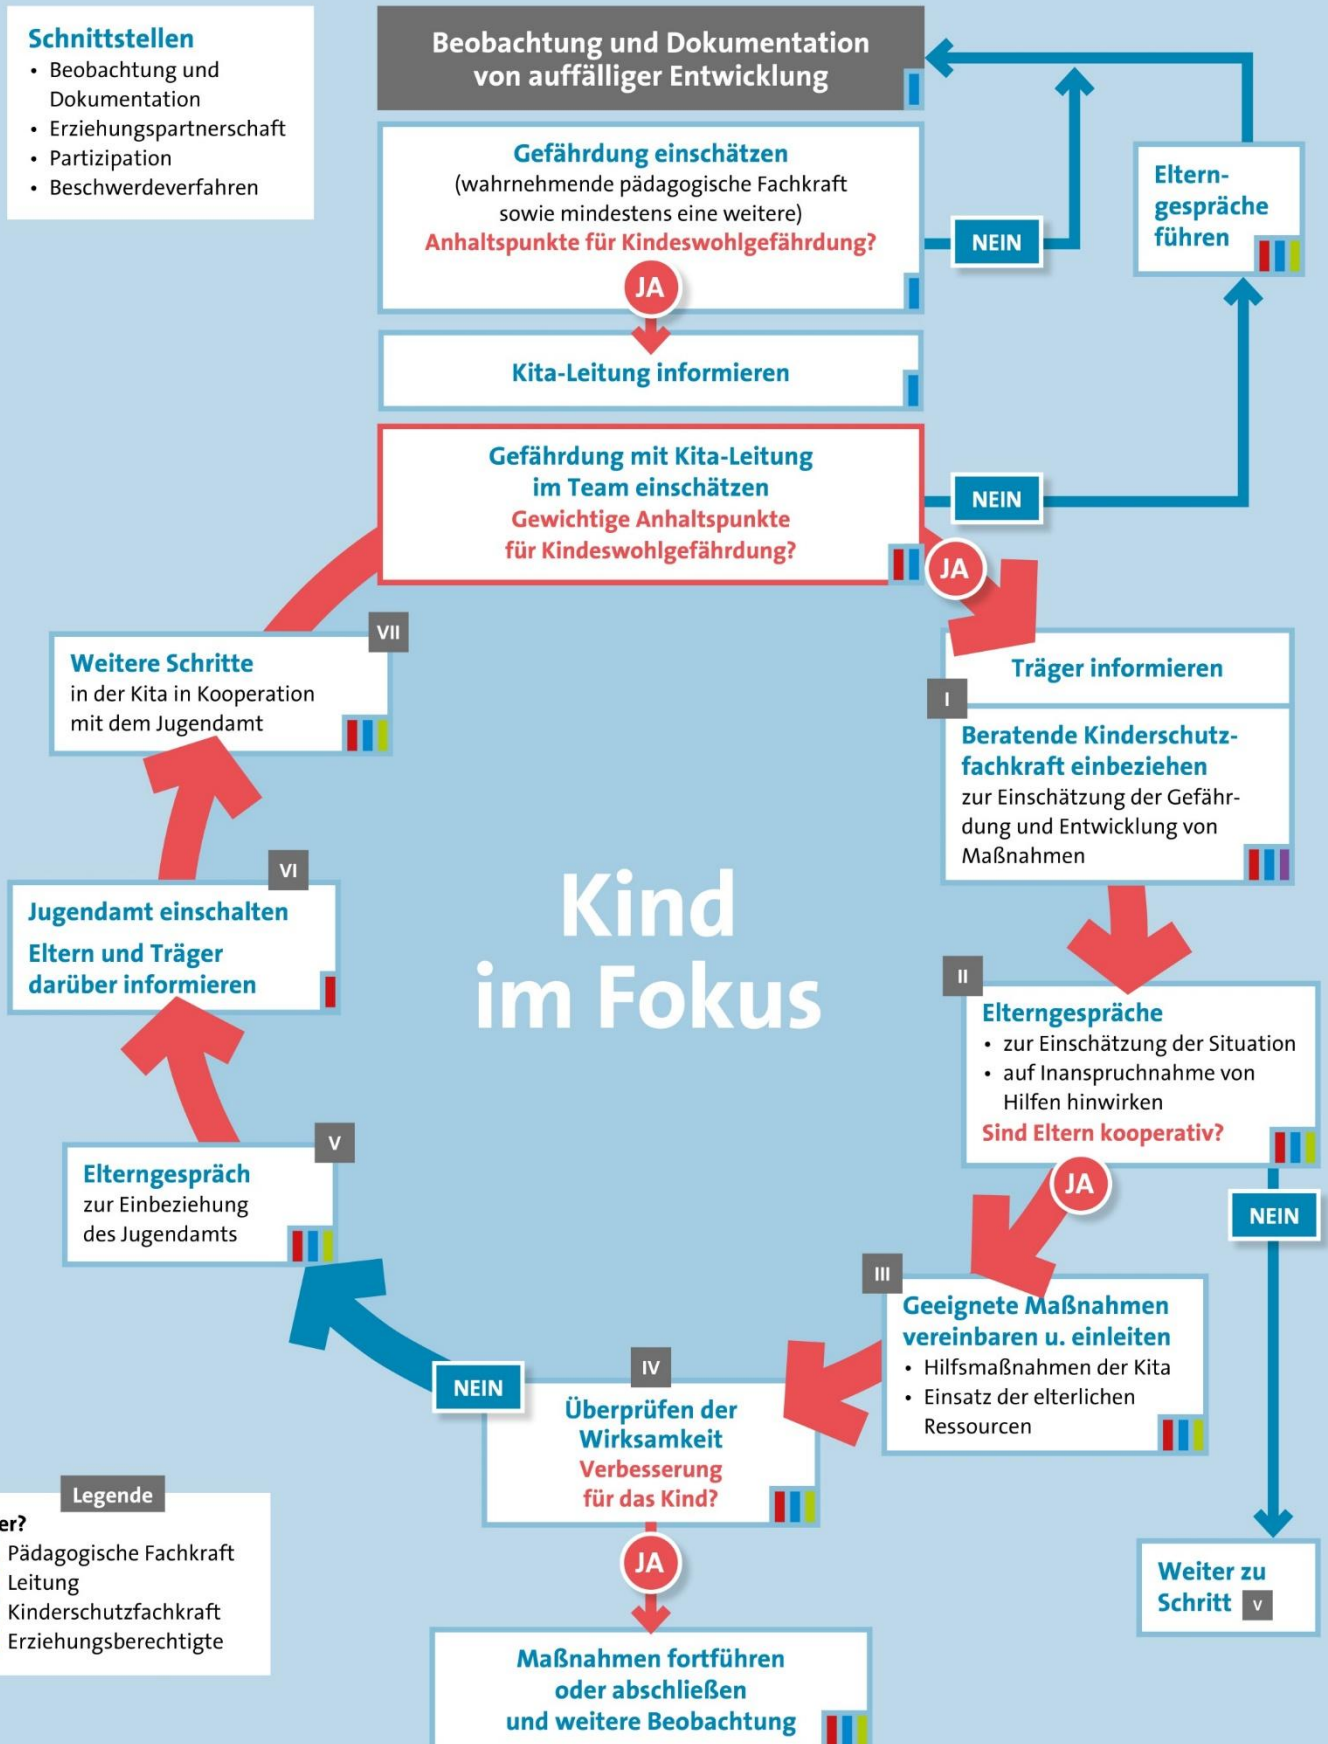 Schnittstellen
• Beobachtung und
Dokumentation
• Erziehungspartnerschaft
• Partizipation
• Beschwerdeverfahren
Beobachtung und Dokumentation
von auffälliger Entwicklung
Gefährdung einschätzen
(wahrnehmende pädagogische Fachkraft
sowie mindestens eine weitere)
Anhaltspunkte für Kindeswohlgefährdung?
NEIN
JA
Eltern-
gespräche
führen
Kita-Leitung informieren
Gefährdung mit Kita-Leitung
im Team einschätzen
Gewichtige Anhaltspunkte
für Kindeswohlgefährdung?
NEIN
JA
Träger informieren
I
Beratende Kinderschutz-
fachkraft einbeziehen
zur Einschätzung der Gefähr-
dung und Entwicklung von
Maßnahmen
II
Elterngespräche
• zur Einschätzung der Situation
• auf Inanspruchnahme von
Hilfen hinwirken
Sind Eltern kooperativ?
JA
NEIN
Weiter zu
Schritt V
III
Geeignete Maßnahmen
vereinbaren u. einleiten
• Hilfsmaßnahmen der Kita
• Einsatz der elterlichen
Ressourcen
IV
Überprüfen der
Wirksamkeit
Verbesserung
für das Kind?
JA
Maßnahmen fortführen
oder abschließen
und weitere Beobachtung
NEIN
V
Elterngespräch
zur Einbeziehung
des Jugendamts
VI
Jugendamt einschalten
Eltern und Träger
darüber informieren
VII
Weitere Schritte
in der Kita in Kooperation
mit dem Jugendamt
Kind
im Fokus
Legende
er?
Pädagogische Fachkraft
Leitung
Kinderschutzfachkraft
Erziehungsberechtigte